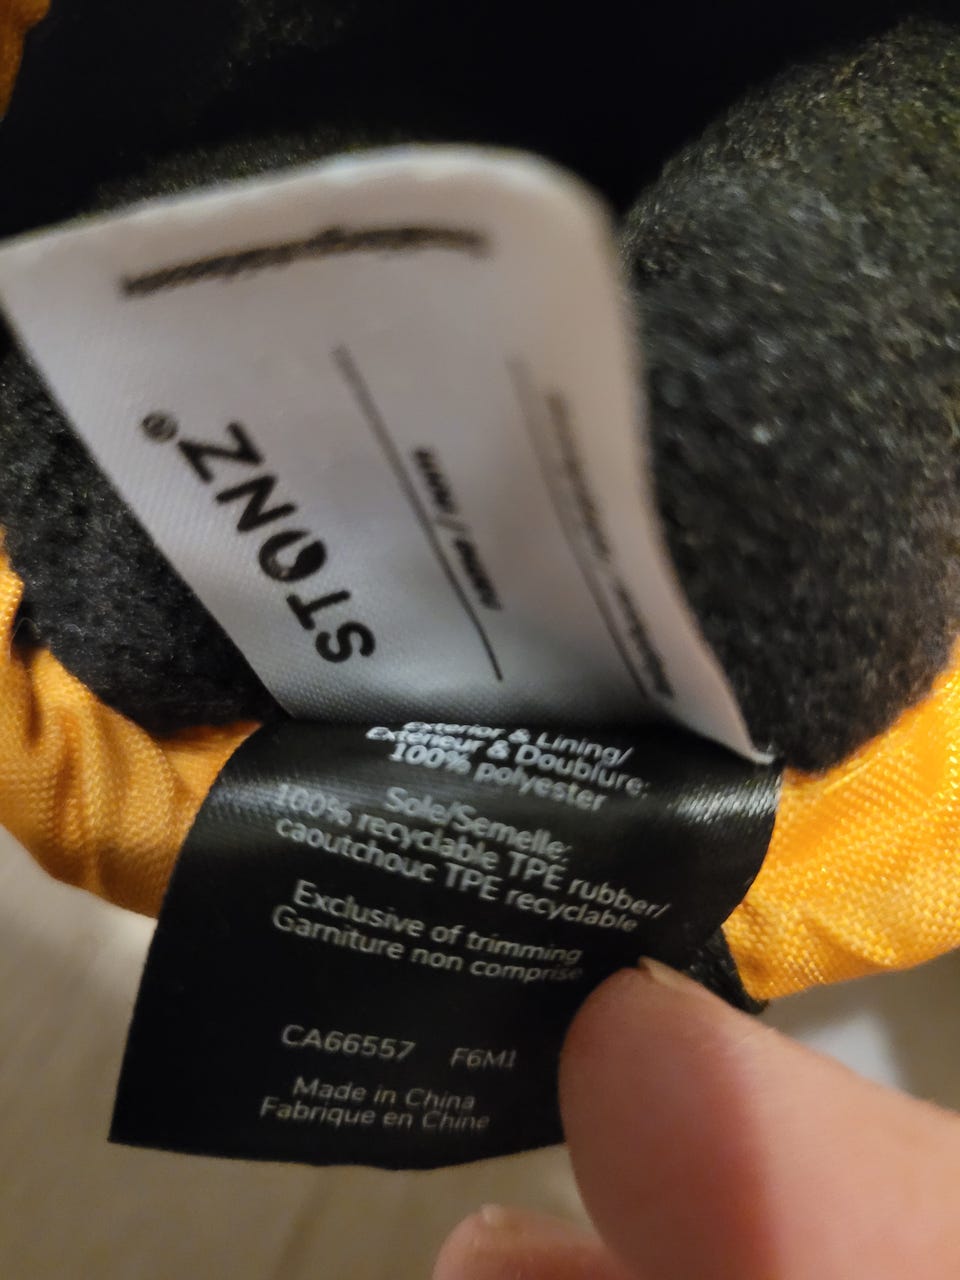 STONZ®
Exterior & Lining/
Extérieur & Doublure:
100% polyester
Sole/Semelle:
100% recyclable TPE rubber/
caoutchouc TPE recyclable
Exclusive of trimming
Garniture non comprise
CA66557 F6M1
Made in China
Fabrique en Chine